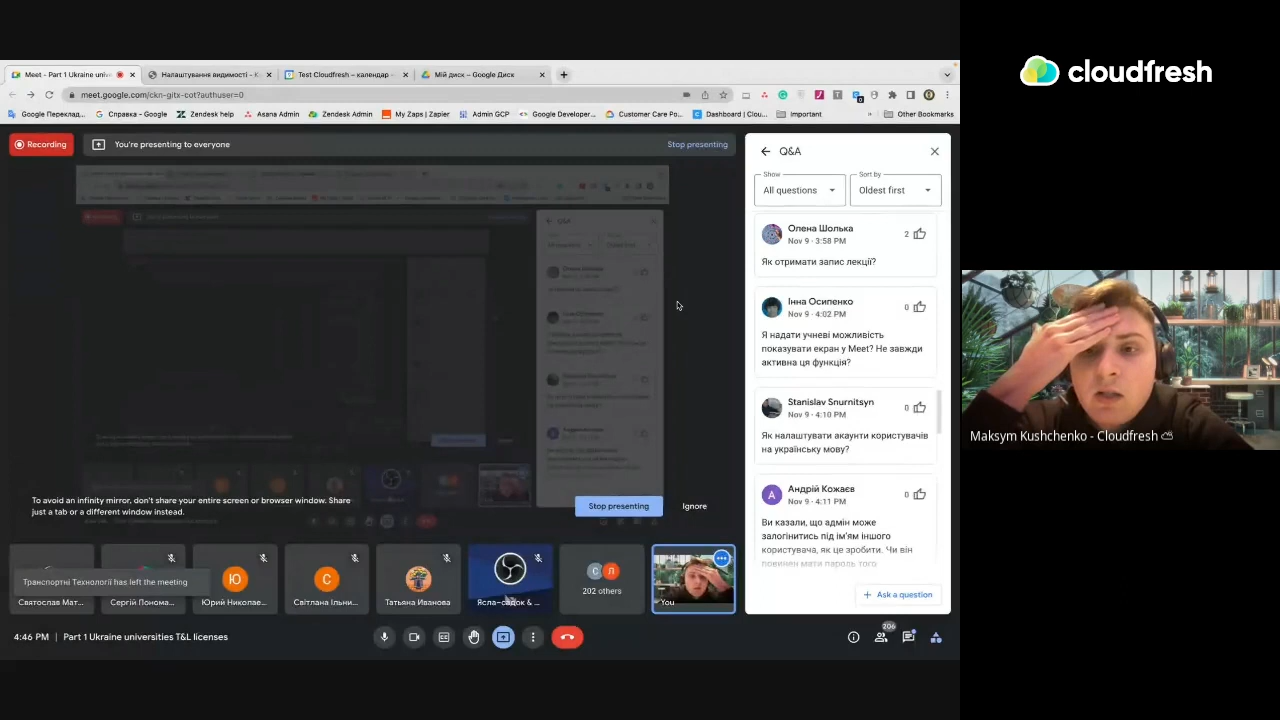 Meet - Part 1 Ukraine univ
Налаштування видимості - K
Test Cloudfresh – календар –
Мій диск – Google Диск
meet.google.com/ckn-gitx-cot?authuser=0
Google Переклад...
Справка - Google
Zendesk help
Asana Admin
Zendesk Admin
My Zaps | Zapier
Admin GCP
Google Developer...
Customer Care Po...
Dashboard | Clou...
Important
»
Other Bookmarks
Recording
You're presenting to everyone
Stop presenting
Q&A
Show
All questions
Sort by
Oldest first
Олена Шолька
Nov 9 · 3:58 PM
2
Як отримати запис лекції?
Інна Осипенко
Nov 9 · 4:02 PM
0
Я надати учневі можливість
показувати екран у Meet? Не завжди
активна ця функція?
Stanislav Snurnitsyn
Nov 9 · 4:10 PM
0
Як налаштувати акаунти користувачів
на українську мову?
А
Андрій Кожаєв
Nov 9 · 4:11 PM
0
Ви казали, що адмін може
залогінитись під ім'ям іншого
користувача, як це зробити. Чи він
повинен мати пароль того
Ask a question
To avoid an infinity mirror, don't share your entire screen or browser window. Share
just a tab or a different window instead.
Stop presenting
Ignore
Транспортні Технології has left the meeting
Святослав Мат...
Сергій Понома...
Ю
Юрий Николае...
С
Світлана Ільни...
Татьяна Иванова
Ясла-садок & ...
С
Л
202 others
You
4:46 PM | Part 1 Ukraine universities T&L licenses
206
cloudfresh
Maksym Kushchenko - Cloudfresh